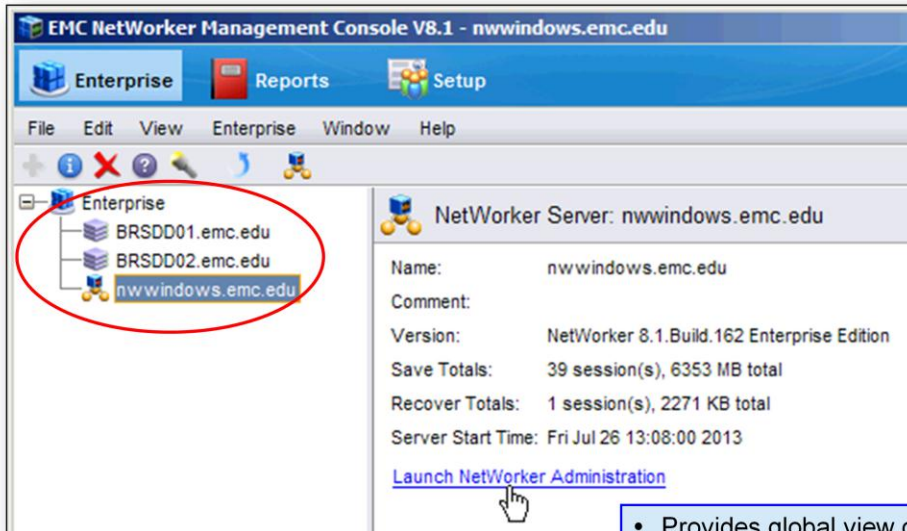 EMC NetWorker Management Console V8.1 - nwwindows.emc.edu
Enterprise Reports Setup
File Edit View Enterprise Window Help
Enterprise
BRSDD01.emc.edu
BRSDD02.emc.edu
nwwindows.emc.edu
NetWorker Server: nwwindows.emc.edu
Name: nwwindows.emc.edu
Comment:
Version: NetWorker 8.1.Build.162 Enterprise Edition
Save Totals: 39 session(s), 6353 MB total
Recover Totals: 1 session(s), 2271 KB total
Server Start Time: Fri Jul 26 13:08:00 2013
Launch NetWorker Administration
• Provides global view